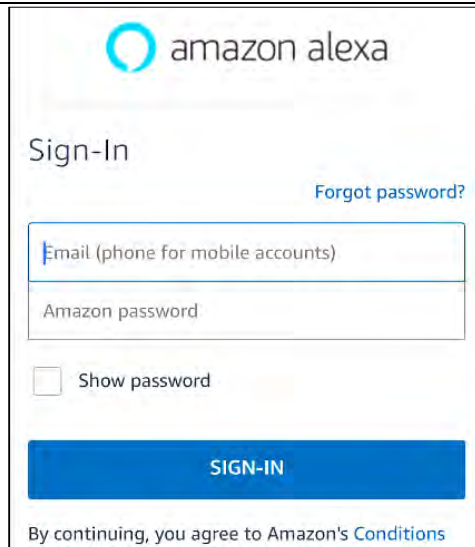 amazon alexa
Sign-In
Forgot password?
Email (phone for mobile accounts)
Amazon password
Show password
SIGN-IN
By continuing, you agree to Amazon's Conditions